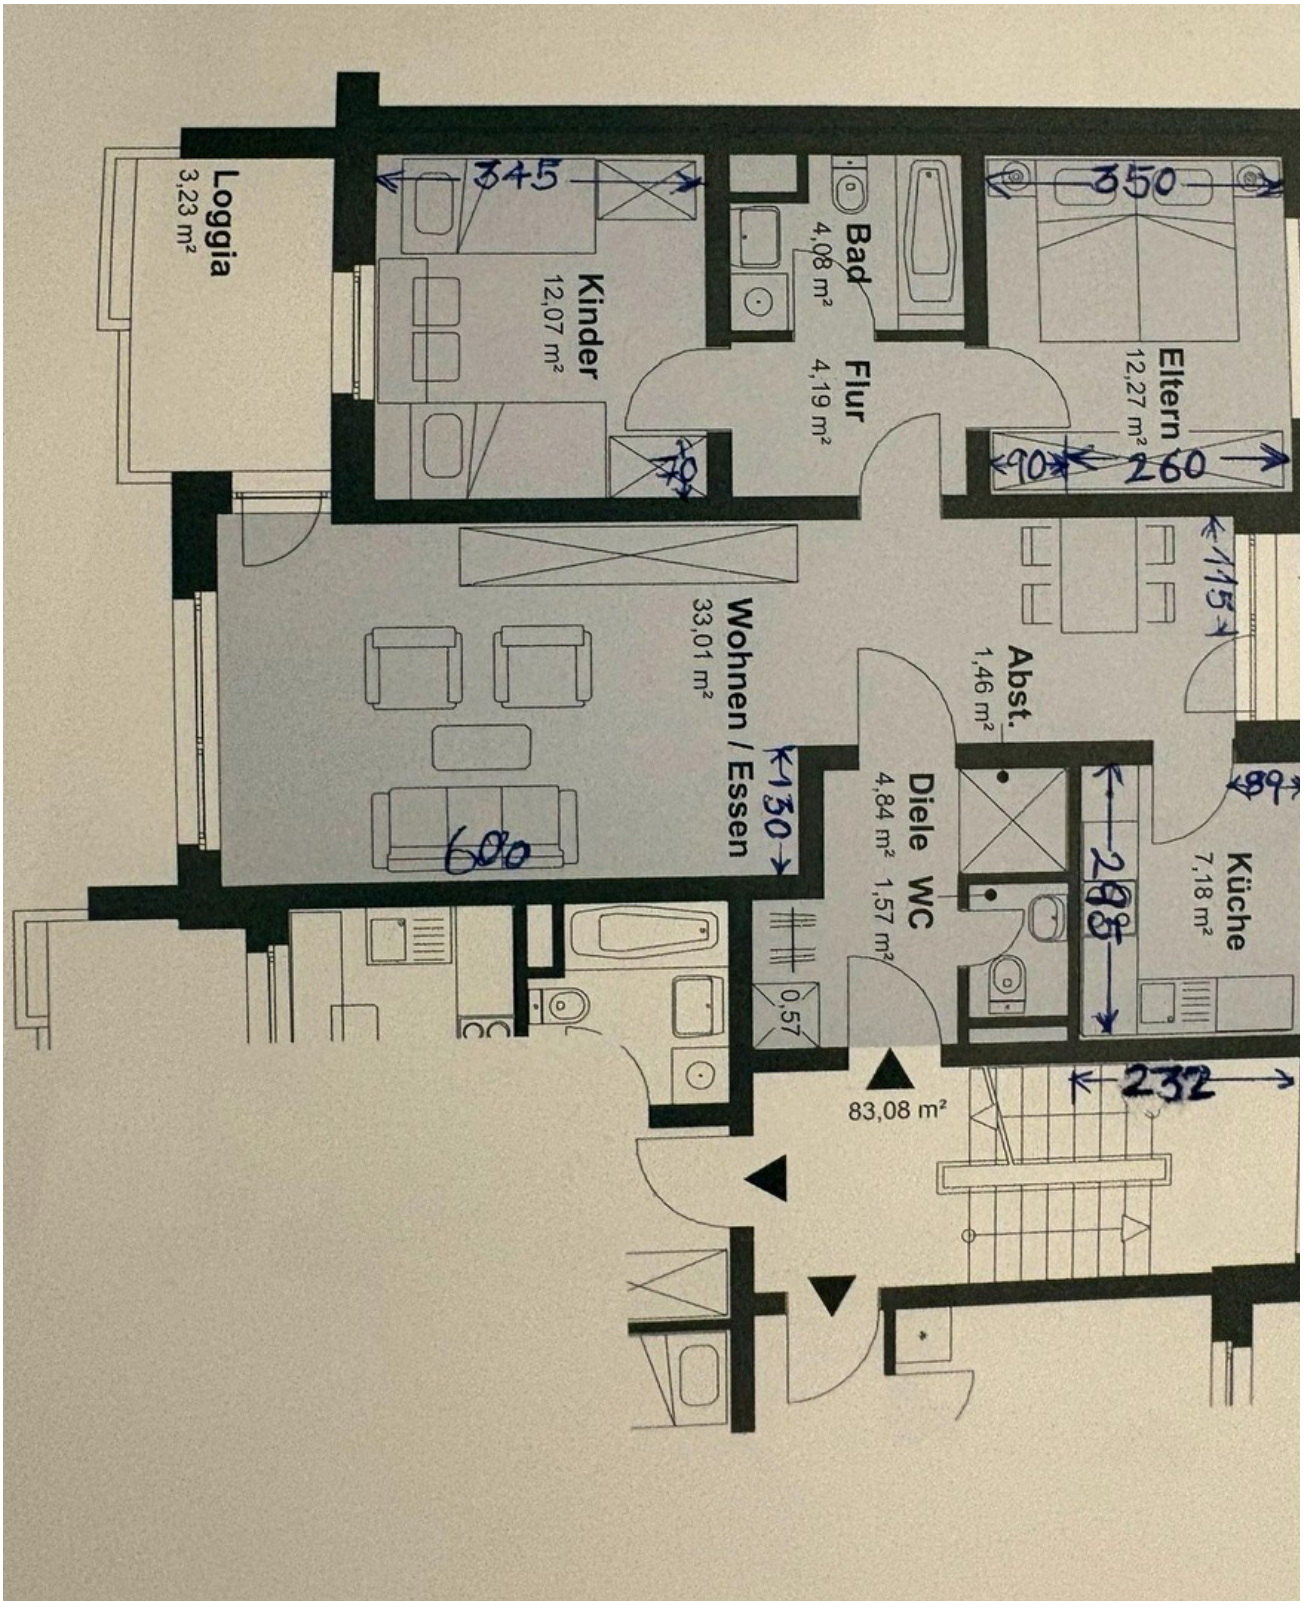 Loggia
3,23 m²
345
Kinder
12,07 m²
70
Bad
4,08 m²
Flur
4,19 m²
350
Eltern
12,27 m²
90
260
115
Wohnen / Essen
33,01 m²
Abst.
1,46 m²
130
600
Diele
4,84 m²
WC
1,57 m²
0,57
89
Küche
7,18 m²
232
83,08 m²